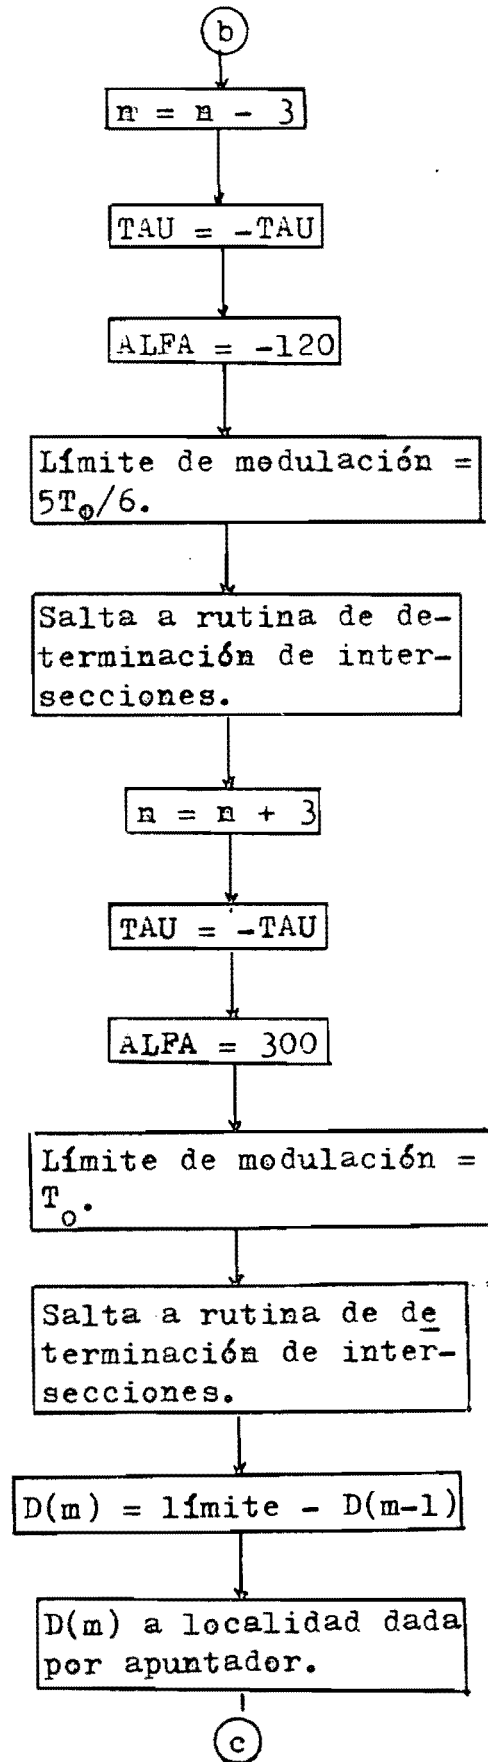 b
n = n - 3
TAU = -TAU
ALFA = -120
Límite de modulación =
5T₀/6.
Salta a rutina de de-
terminación de inter-
secciones.
n = n + 3
TAU = -TAU
ALFA = 300
Límite de modulación =
T₀.
Salta a rutina de de
terminación de inter-
secciones.
D(m) = límite - D(m-1)
D(m) a localidad dada
por apuntador.
c